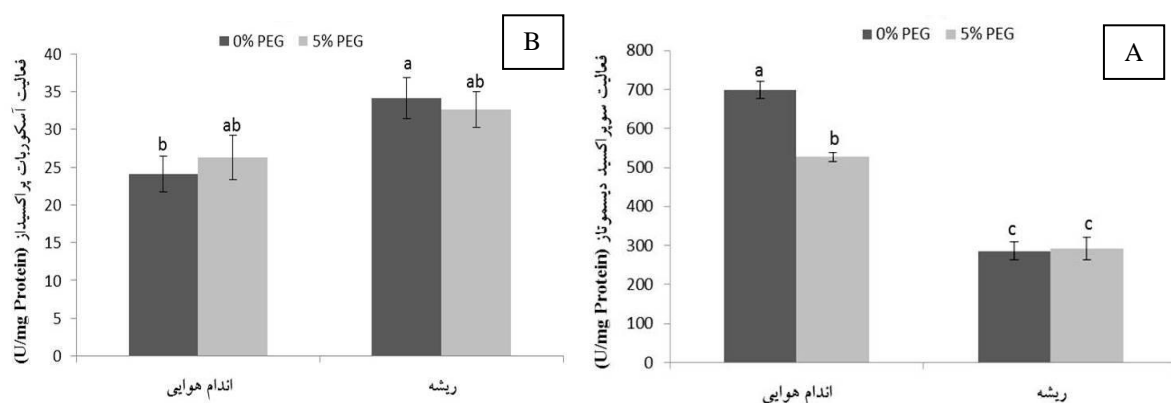 B
0% PEG 5% PEG
فعالیت آسکوربات پراکسیداز (U/mg Protein)
40
35
30
25
20
15
10
5
0
b
ab
a
ab
اندام هوایی
ریشه
A
0% PEG 5% PEG
فعالیت سوپراکسید دیسموتاز (U/mg Protein)
800
700
600
500
400
300
200
100
0
a
b
c
c
اندام هوایی
ریشه